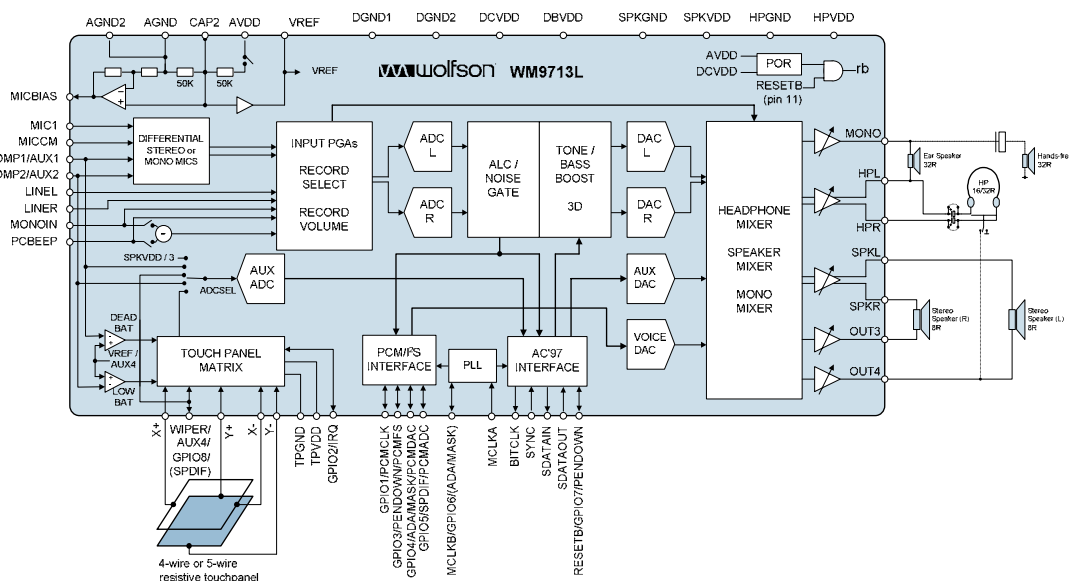 AGND2 AGND CAP2 AVDD VREF DGND1 DGND2 DCVDD DBVDD SPKGND SPKVDD HPGND HPVDD
50K 50K
VREF
wolfson WM9713L
AVDD
DCVDD
POR
RESETB
(pin 11)
rb
MICBIAS
MIC1
MICCM
OMP1/AUX1
OMP2/AUX2
LINEL
LINER
MONOIN
PCBEEP
DIFFERENTIAL
STEREO or
MONO MICS
INPUT PGAs
RECORD
SELECT
RECORD
VOLUME
ADC
L
ADC
R
ALC /
NOISE
GATE
TONE /
BASS
BOOST
3D
DAC
L
DAC
R
HEADPHONE
MIXER
SPEAKER
MIXER
MONO
MIXER
MONO
HPL
HPR
SPKL
SPKR
OUT3
OUT4
Ear Speaker
32R
Hands-fre
32R
HP
16/32R
Stereo
Speaker (R)
8R
Stereo
Speaker (L)
8R
SPKVDD / 3
ADCSEL
AUX
ADC
AUX
DAC
VOICE
DAC
DEAD
BAT
VREF /
AUX4
LOW
BAT
TOUCH PANEL
MATRIX
PCM/I²S
INTERFACE
PLL
AC'97
INTERFACE
X+
WIPER/
AUX4/
GPIO8/
(SPDIF)
Y+
X-
Y-
TPGND
TPVDD
GPIO2/IRQ
GPIO1/PCMCLK
GPIO3/PENDOWN/PCMFS
GPIO4/ADA/MASK/PCMDAC
GPIO5/SPDIF/PCMADC
MCLKB/GPIO6/(ADA/MASK)
MCLKA
BITCLK
SYNC
SDATAIN
SDATAOUT
RESETB/GPIO7/PENDOWN
4-wire or 5-wire
resistive touchpanel